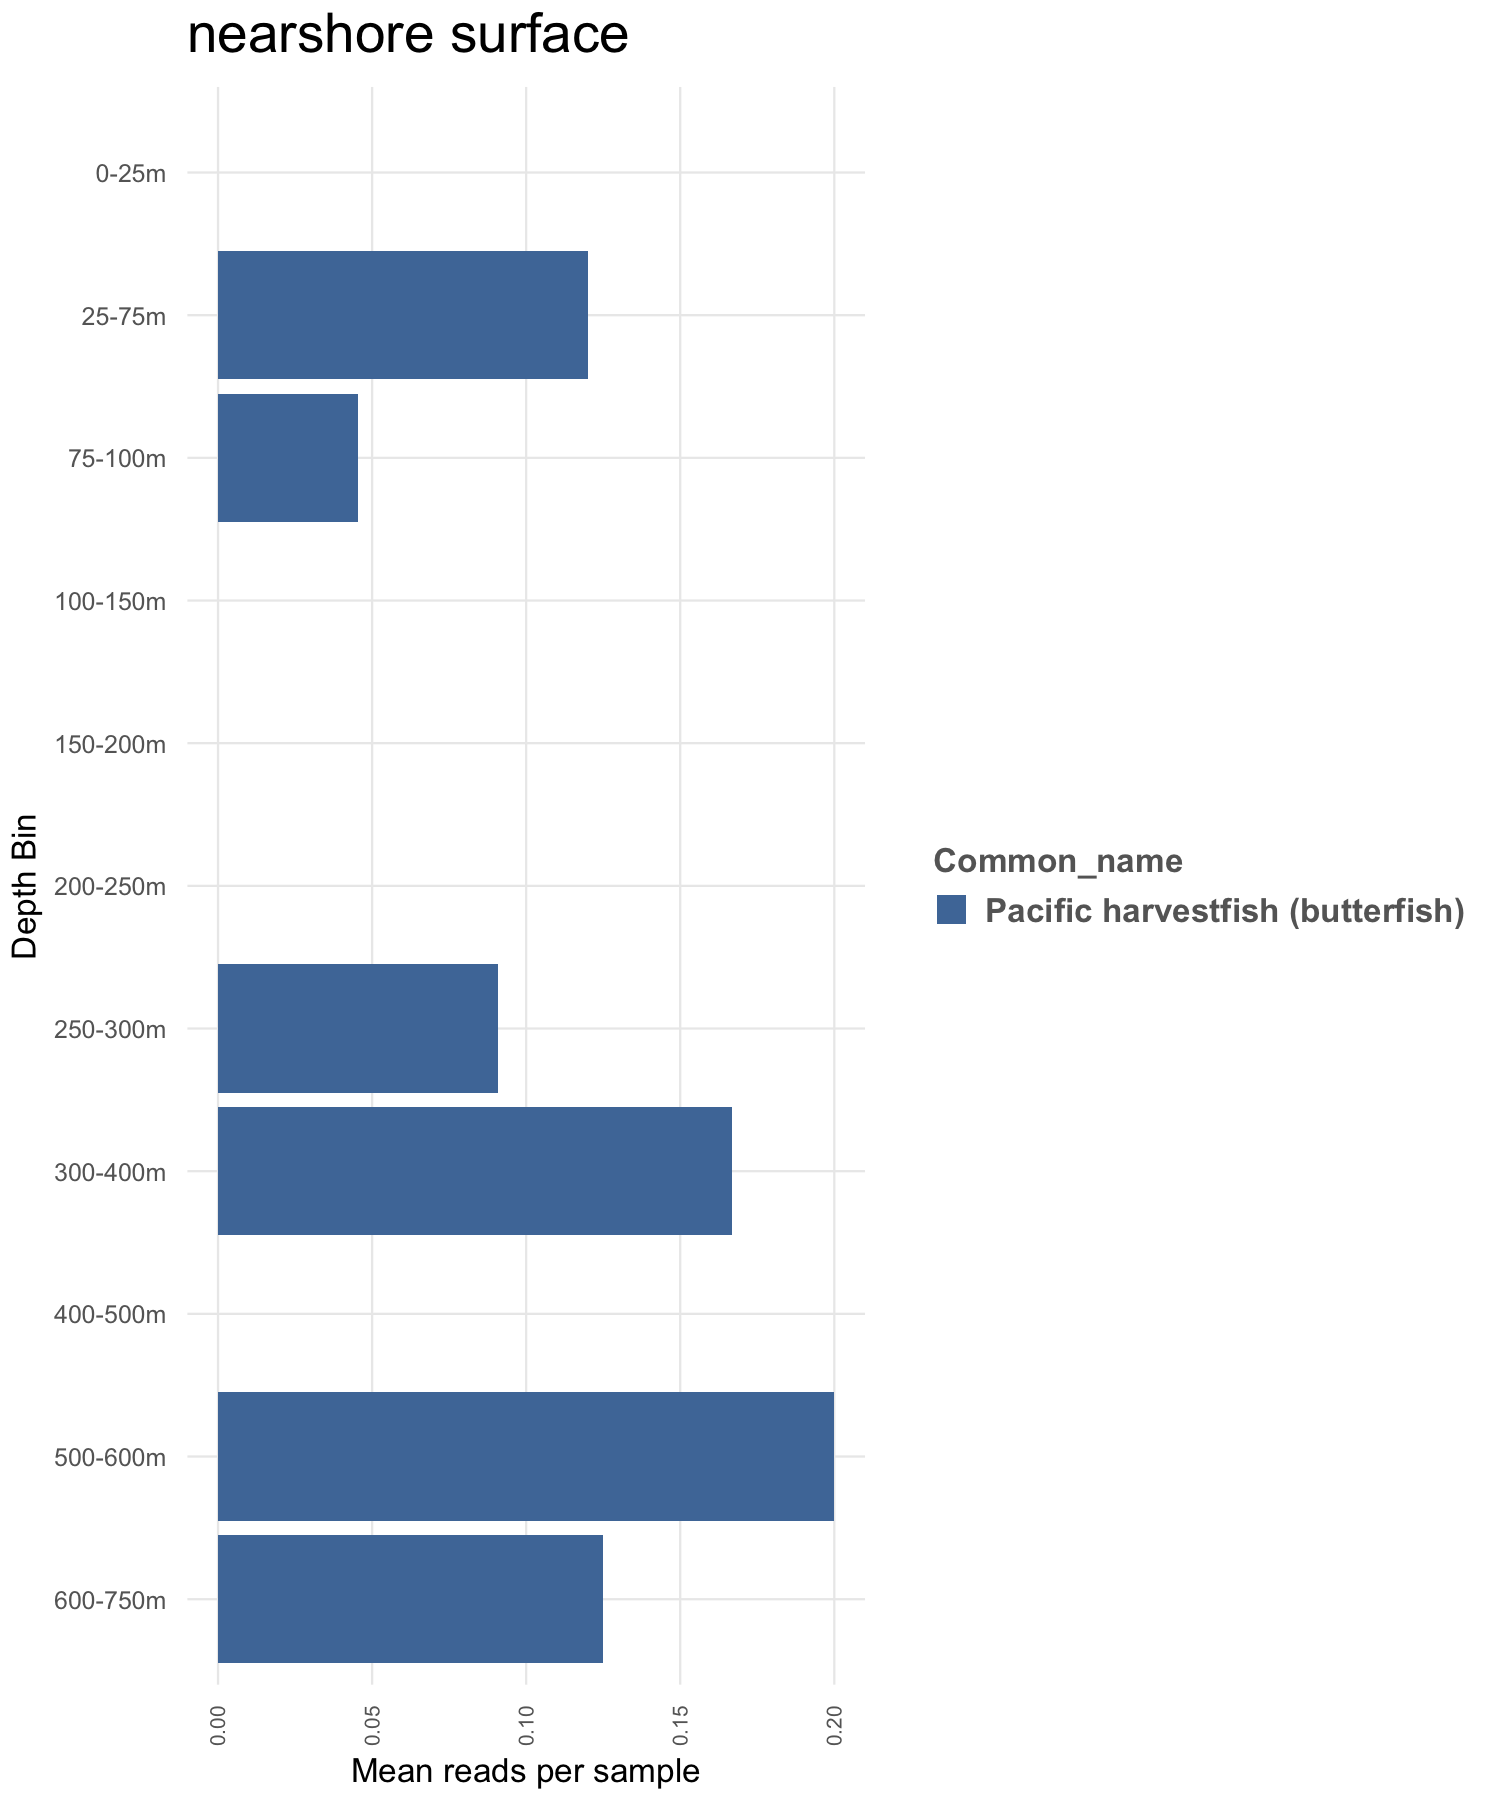 nearshore surface
0-25m
25-75m
75-100m
100-150m
150-200m
200-250m
250-300m
300-400m
400-500m
500-600m
600-750m
Depth Bin
0.00
0.05
0.10
0.15
0.20
Mean reads per sample
Common_name
Pacific harvestfish (butterfish)